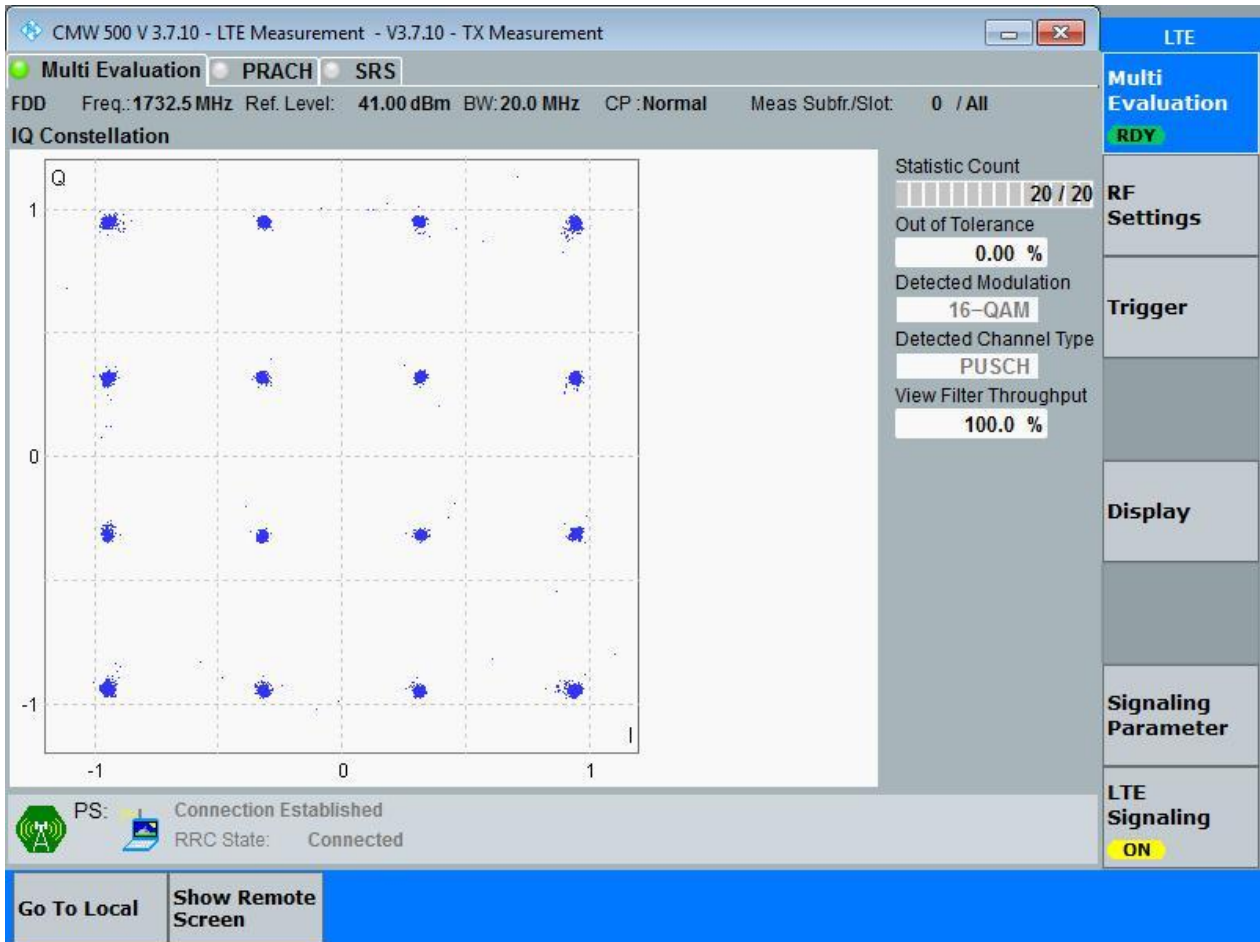 CMW 500 V 3.7.10 - LTE Measurement - V3.7.10 - TX Measurement
LTE
Multi Evaluation PRACH SRS
FDD Freq.: 1732.5 MHz Ref. Level: 41.00 dBm BW: 20.0 MHz CP : Normal Meas Subfr./Slot: 0 / All
IQ Constellation
Q
1
0
-1
-1 0 1
I
Statistic Count
20 / 20
Out of Tolerance
0.00 %
Detected Modulation
16-QAM
Detected Channel Type
PUSCH
View Filter Throughput
100.0 %
Multi
Evaluation
RDY
RF
Settings
Trigger
Display
Signaling
Parameter
LTE
Signaling
ON
PS: Connection Established
RRC State: Connected
Go To Local
Show Remote
Screen